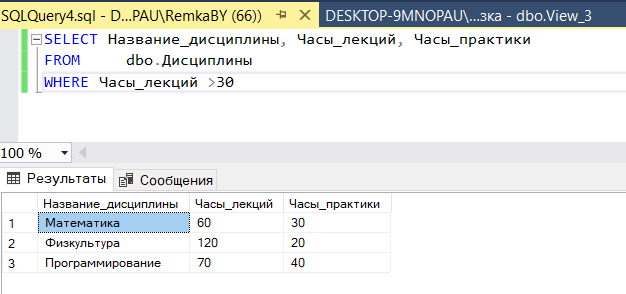 SQLQuery4.sql - D...PAU\RemkaBY (66)) DESKTOP-9MNOPAU\...зка - dbo.View_3
SELECT Название_дисциплины, Часы_лекций, Часы_практики
FROM dbo.Дисциплины
WHERE Часы_лекций >30
100 %
Результаты Сообщения
Название_дисциплины Часы_лекций Часы_практики
1 Математика 60 30
2 Физкультура 120 20
3 Программирование 70 40